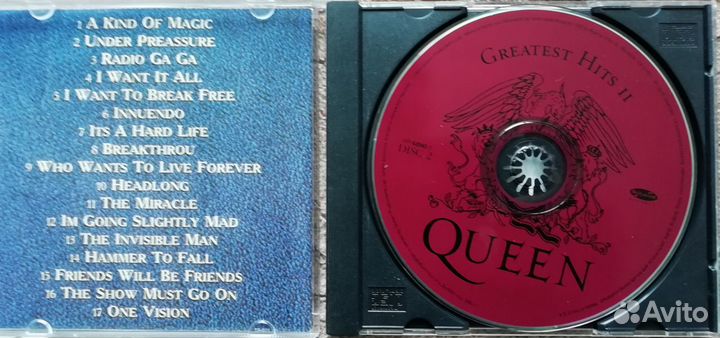 1 A Kind Of Magic
2 Under Preassure
3 Radio Ga Ga
4 I Want It All
5 I Want To Break Free
6 Innuendo
7 Its A Hard Life
8 Breakthrou
9 Who Wants To Live Forever
10 Headlong
11 The Miracle
12 Im Going Slightly Mad
13 The Invisible Man
14 Hammer To Fall
15 Friends Will Be Friends
16 The Show Must Go On
17 One Vision
Greatest Hits II
DISC 2
Queen
Avito